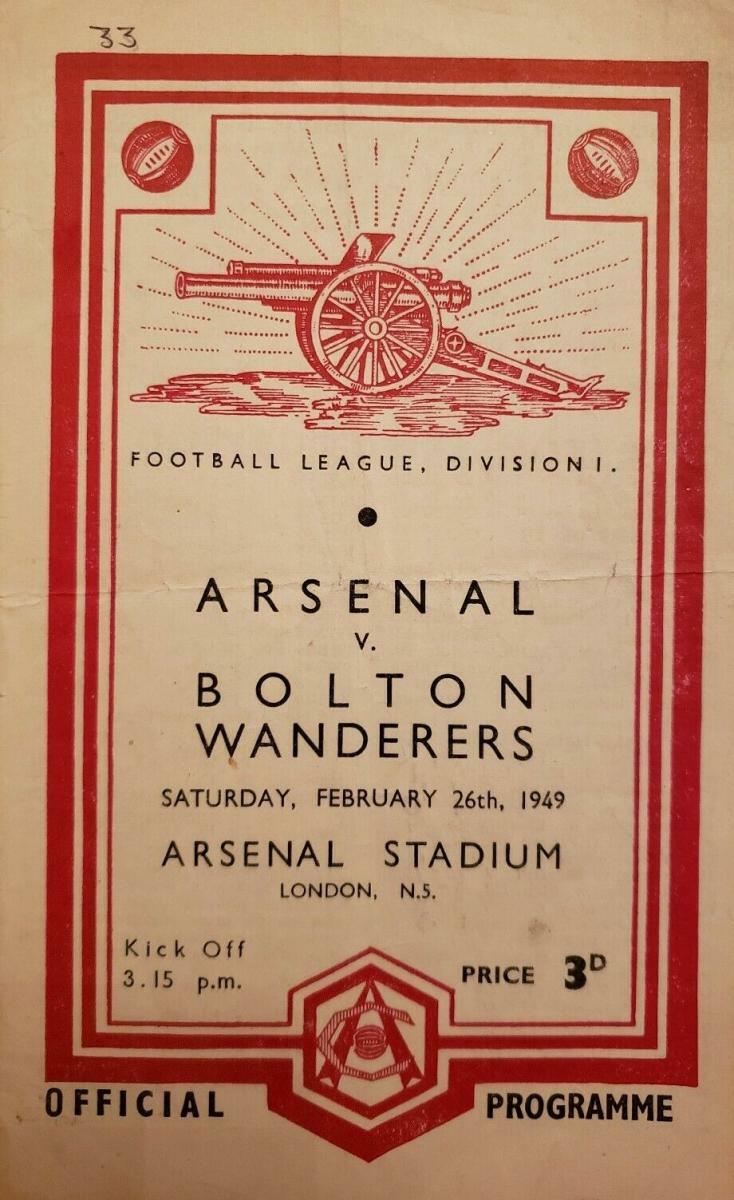 33
FOOTBALL LEAGUE, DIVISION I.
ARSENAL
V.
BOLTON
WANDERERS
SATURDAY, FEBRUARY 26th, 1949
ARSENAL STADIUM
LONDON, N.5.
Kick Off
3.15 p.m.
PRICE 3D
OFFICIAL PROGRAMME